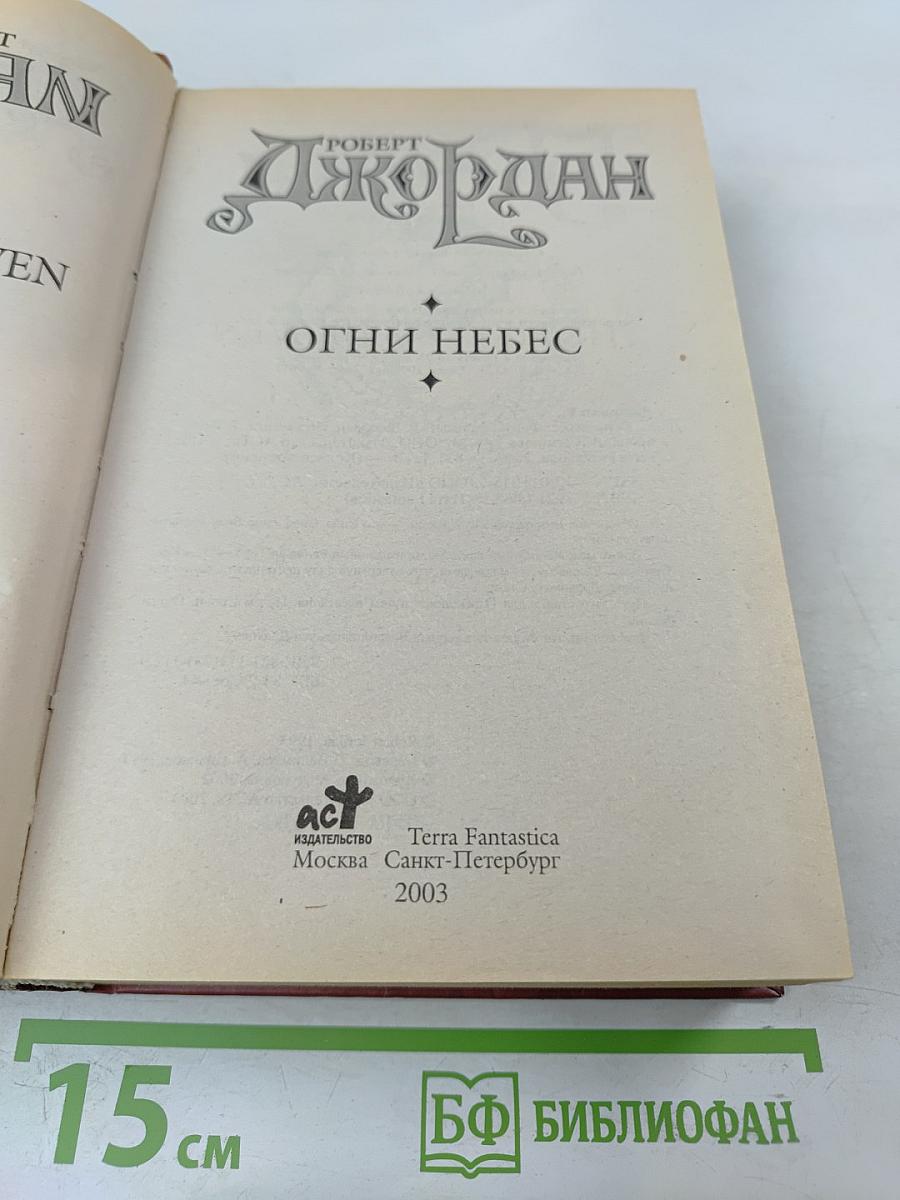 РОБЕРТ
ДЖОРДАН
ОГНИ НЕБЕС
аст
ИЗДАТЕЛЬСТВО
Terra Fantastica
Москва Санкт-Петербург
2003
15 см
БФ БИБЛИОФАН